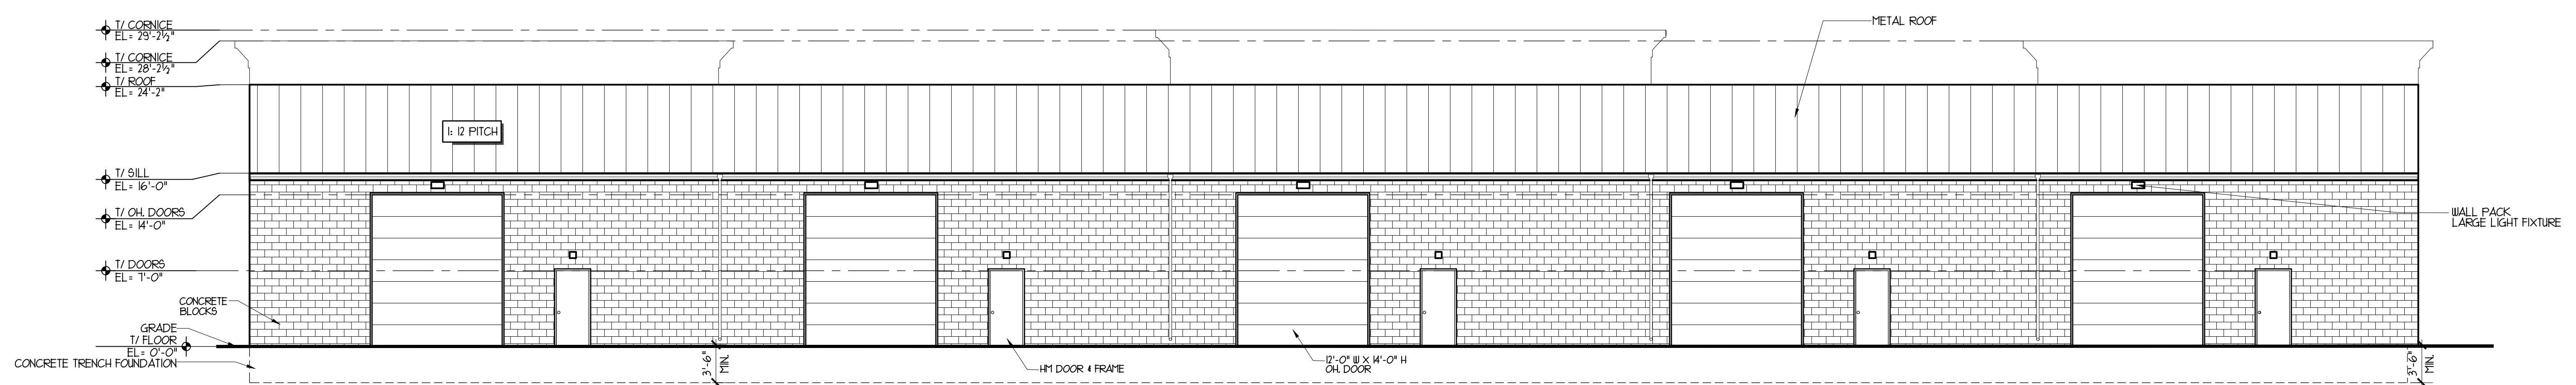 T/ CORNICE
EL= 29'-2½"
T/ CORNICE
EL= 28'-2½"
T/ ROOF
EL= 24'-2"
METAL ROOF
1: 12 PITCH
T/ SILL
EL= 16'-0"
T/ OH. DOORS
EL= 14'-0"
WALL PACK
LARGE LIGHT FIXTURE
T/ DOORS
EL= 7'-0"
CONCRETE
BLOCKS
GRADE
T/ FLOOR
EL= 0'-0"
CONCRETE TRENCH FOUNDATION
3'-6"
MIN.
HM DOOR & FRAME
12'-0" W X 14'-0" H
OH. DOOR
3'-6"
MIN.